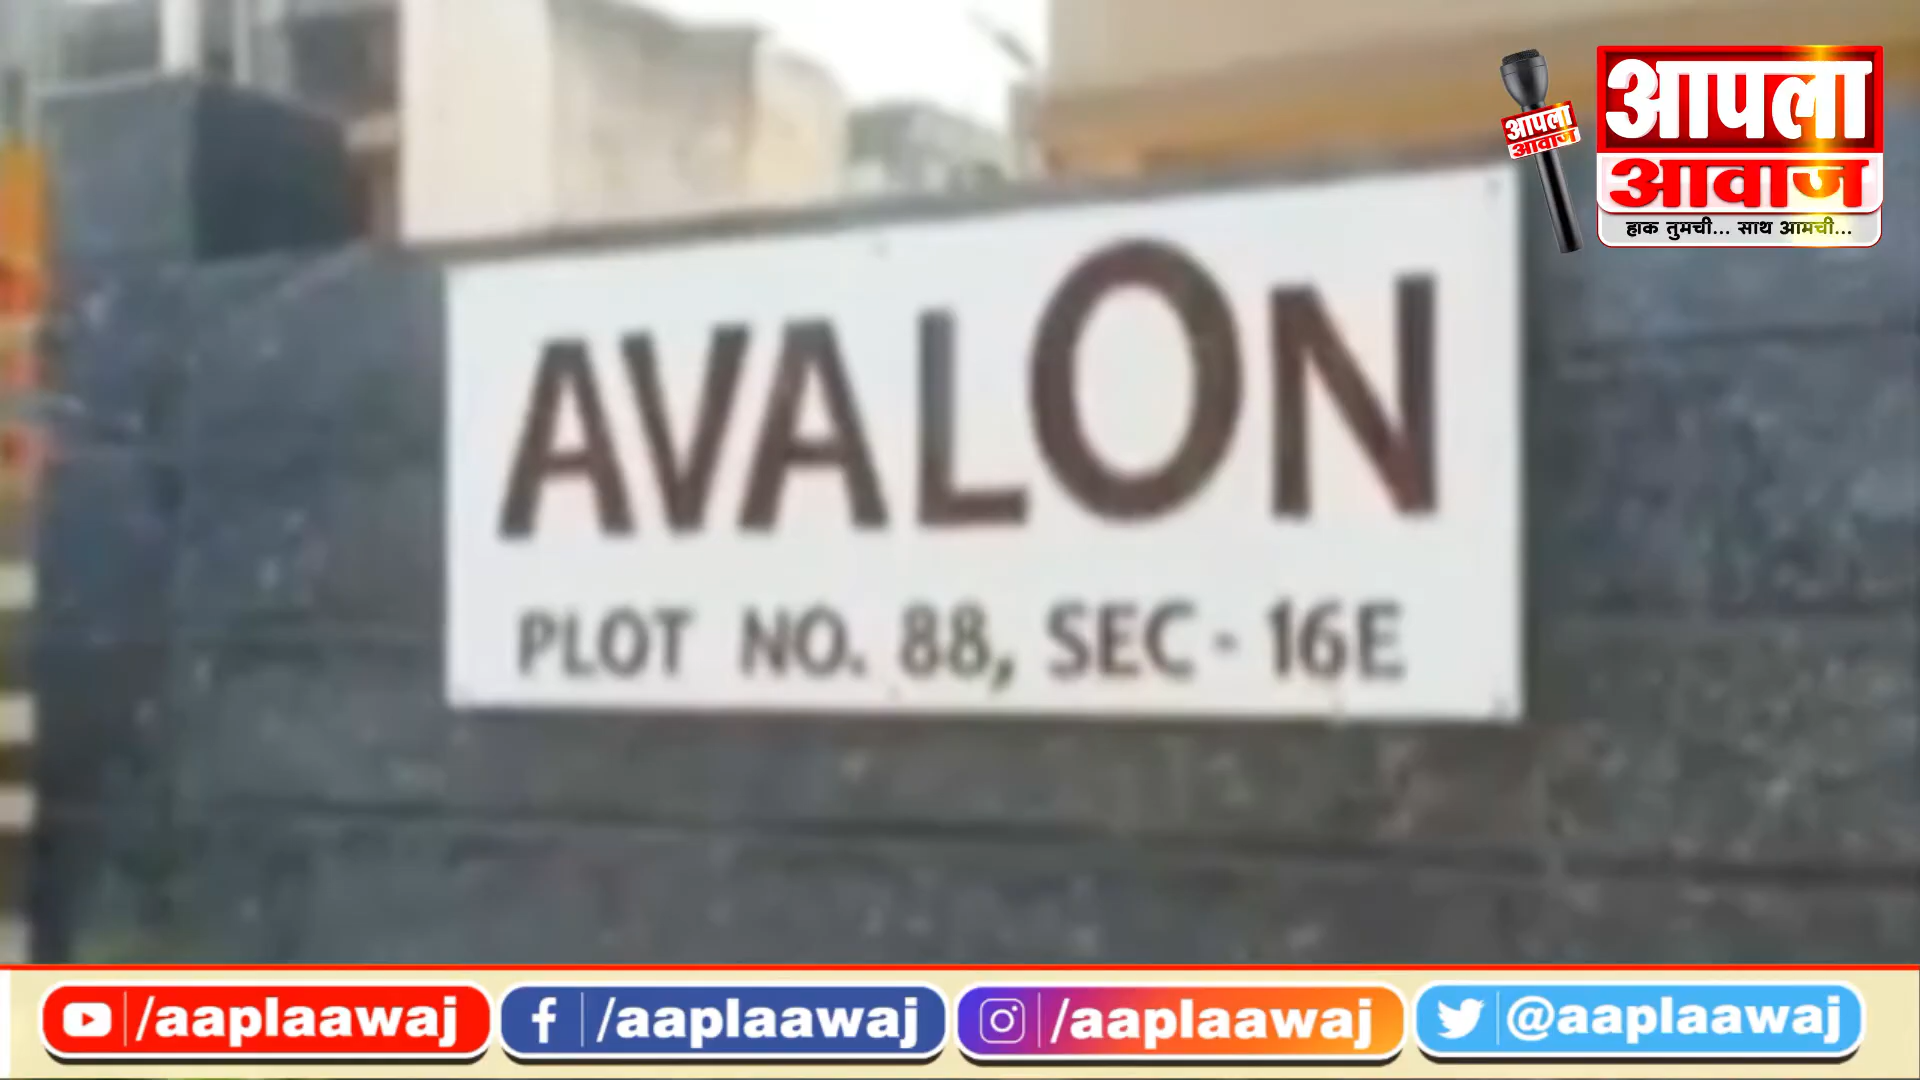 आपला
आवाज
हाक तुमची... साथ आमची...
आपला
आवाज
AVALON
PLOT NO. 88, SEC - 16E
/aaplaawaj
/aaplaawaj
/aaplaawaj
@aaplaawaj